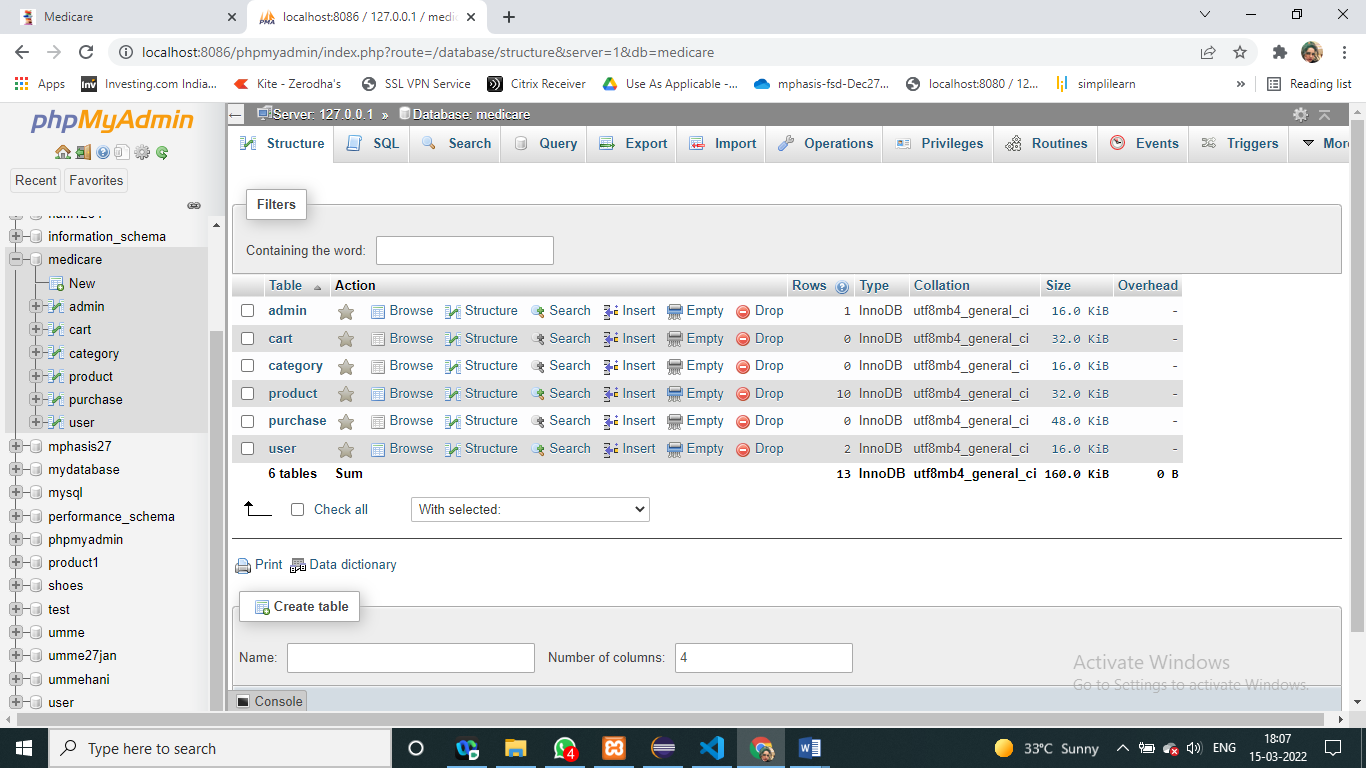 Medicare
localhost:8086 / 127.0.0.1 / medic
localhost:8086/phpmyadmin/index.php?route=/database/structure&server=1&db=medicare
Apps
Investing.com India...
Kite - Zerodha's
SSL VPN Service
Citrix Receiver
Use As Applicable -...
mphasis-fsd-Dec27...
localhost:8080 / 12...
simplilearn
»
Reading list
phpMyAdmin
Recent
Favorites
information_schema
medicare
New
admin
cart
category
product
purchase
user
mphasis27
mydatabase
mysql
performance_schema
phpmyadmin
product1
shoes
test
umme
umme27jan
ummehani
user
Server: 127.0.0.1 » Database: medicare
Structure SQL Search Query Export Import Operations Privileges Routines Events Triggers More
Filters
Containing the word:
Table Action Rows Type Collation Size Overhead
admin Browse Structure Search Insert Empty Drop 1 InnoDB utf8mb4_general_ci 16.0 KiB -
cart Browse Structure Search Insert Empty Drop 0 InnoDB utf8mb4_general_ci 32.0 KiB -
category Browse Structure Search Insert Empty Drop 0 InnoDB utf8mb4_general_ci 16.0 KiB -
product Browse Structure Search Insert Empty Drop 10 InnoDB utf8mb4_general_ci 32.0 KiB -
purchase Browse Structure Search Insert Empty Drop 0 InnoDB utf8mb4_general_ci 48.0 KiB -
user Browse Structure Search Insert Empty Drop 2 InnoDB utf8mb4_general_ci 16.0 KiB -
6 tables Sum 13 InnoDB utf8mb4_general_ci 160.0 KiB 0 B
Check all
With selected:
Print Data dictionary
Create table
Name:
Number of columns: 4
Activate Windows
Go to Settings to activate Windows.
Console
Type here to search
4
33°C Sunny
ENG
18:07
15-03-2022